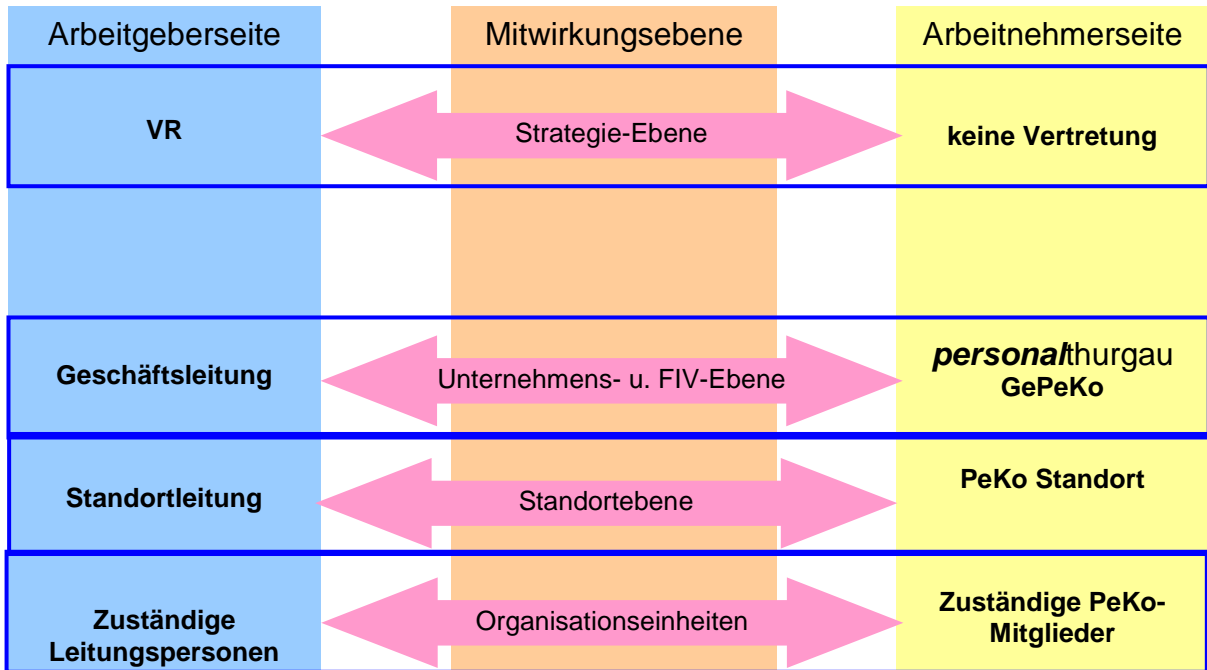 Arbeitgeberseite
Mitwirkungsebene
Arbeitnehmerseite
VR
Strategie-Ebene
keine Vertretung
Geschäftsleitung
Unternehmens- u. FIV-Ebene
personalthurgau
GePeKo
Standortleitung
Standortebene
PeKo Standort
Zuständige
Leitungspersonen
Organisationseinheiten
Zuständige PeKo-
Mitglieder